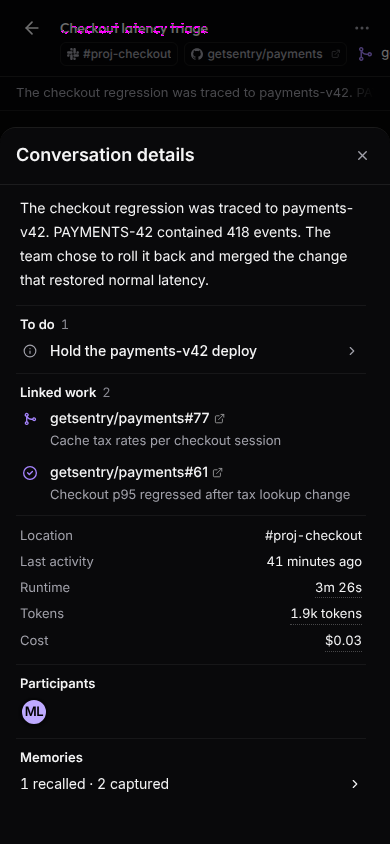 Checkout latency triage
#proj-checkout getsentry/payments g
The checkout regression was traced to payments-v42. PA
Conversation details
The checkout regression was traced to payments-
v42. PAYMENTS-42 contained 418 events. The
team chose to roll it back and merged the change
that restored normal latency.
To do 1
Hold the payments-v42 deploy
Linked work 2
getsentry/payments#77
Cache tax rates per checkout session
getsentry/payments#61
Checkout p95 regressed after tax lookup change
Location #proj-checkout
Last activity 41 minutes ago
Runtime 3m 26s
Tokens 1.9k tokens
Cost $0.03
Participants
ML
Memories
1 recalled · 2 captured